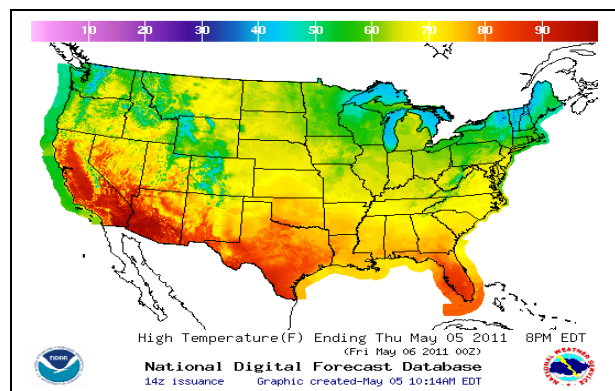 10 20 30 40 50 60 70 80 90
High Temperature(F) Ending Thu May 05 2011 8PM EDT
(Fri May 06 2011 00Z)
National Digital Forecast Database
14z issuance Graphic created-May 05 10:14AM EDT
noaa